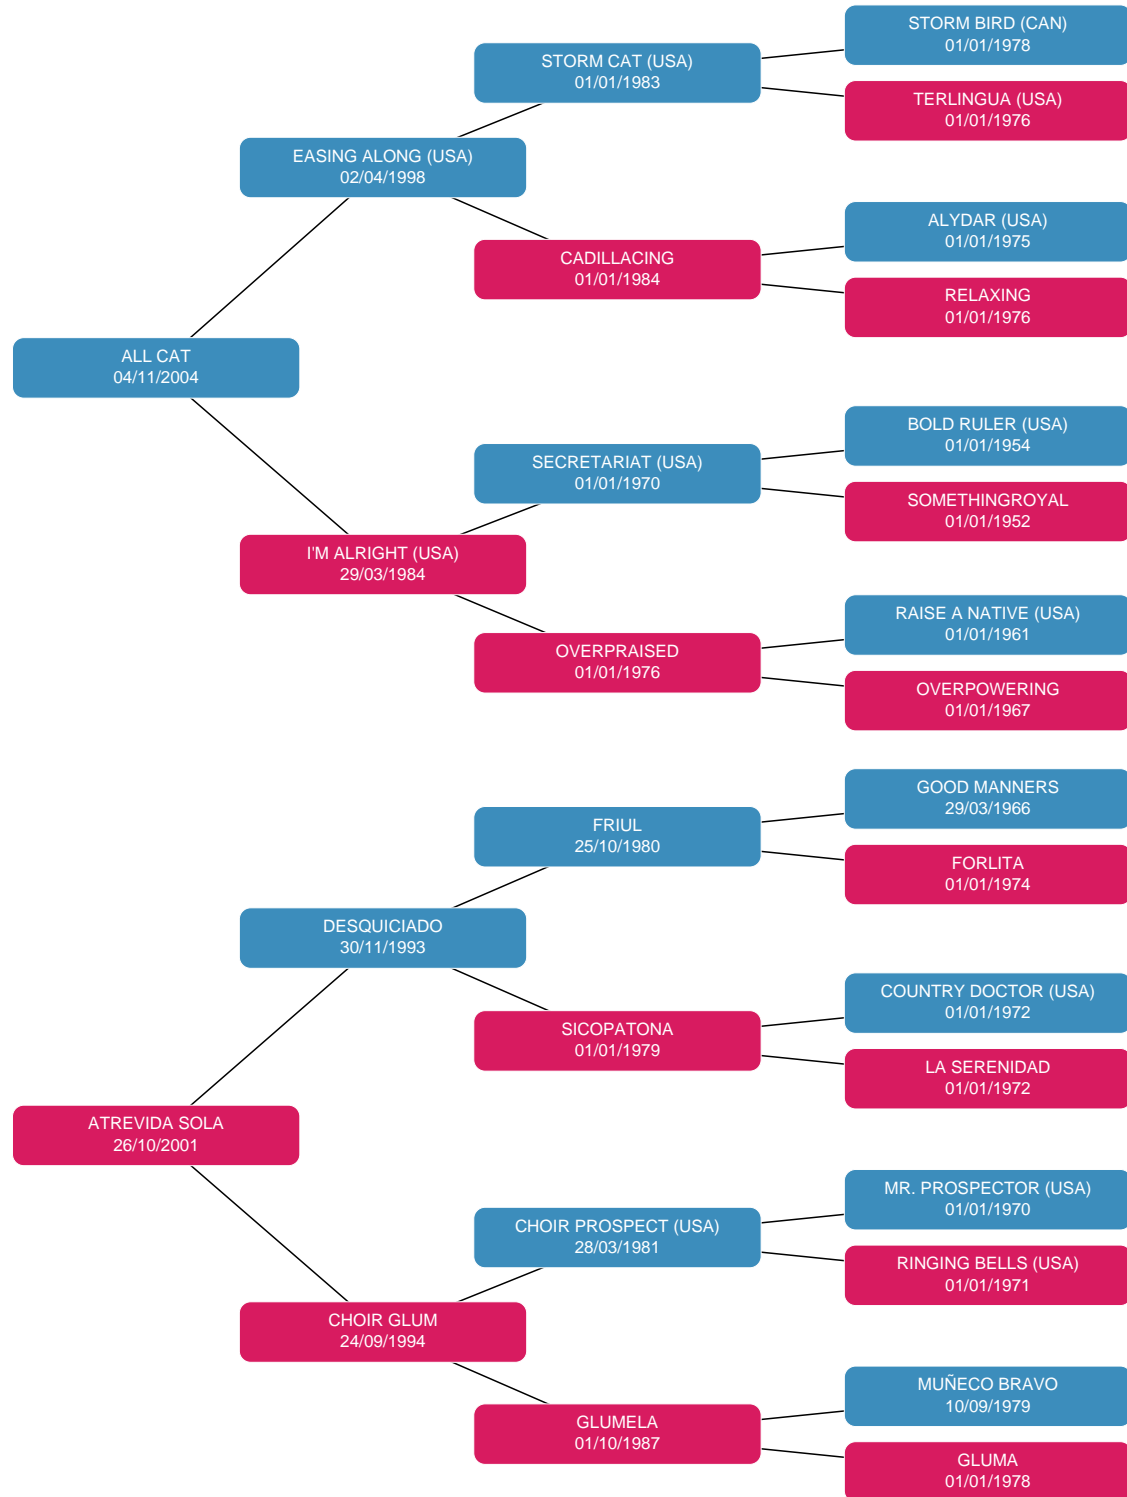 STORM BIRD (CAN)
01/01/1978
STORM CAT (USA)
01/01/1983
TERLINGUA (USA)
01/01/1976
EASING ALONG (USA)
02/04/1998
ALYDAR (USA)
01/01/1975
CADILLACING
01/01/1984
RELAXING
01/01/1976
ALL CAT
04/11/2004
BOLD RULER (USA)
01/01/1954
SECRETARIAT (USA)
01/01/1970
SOMETHINGROYAL
01/01/1952
I'M ALRIGHT (USA)
29/03/1984
RAISE A NATIVE (USA)
01/01/1961
OVERPRAISED
01/01/1976
OVERPOWERING
01/01/1967
GOOD MANNERS
29/03/1966
FRIUL
25/10/1980
FORLITA
01/01/1974
DESQUICIADO
30/11/1993
COUNTRY DOCTOR (USA)
01/01/1972
SICOPATONA
01/01/1979
LA SERENIDAD
01/01/1972
ATREVIDA SOLA
26/10/2001
MR. PROSPECTOR (USA)
01/01/1970
CHOIR PROSPECT (USA)
28/03/1981
RINGING BELLS (USA)
01/01/1971
CHOIR GLUM
24/09/1994
MUÑECO BRAVO
10/09/1979
GLUMELA
01/10/1987
GLUMA
01/01/1978